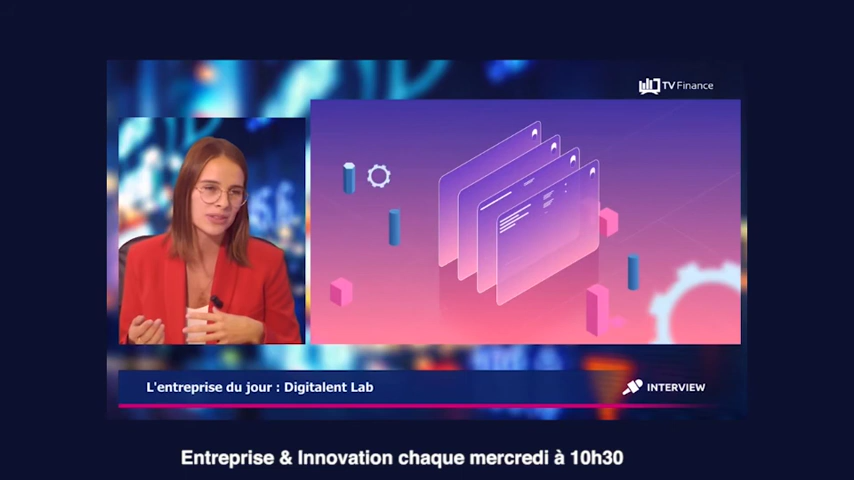 TV Finance
L'entreprise du jour : Digitalent Lab
INTERVIEW
Entreprise & Innovation chaque mercredi à 10h30